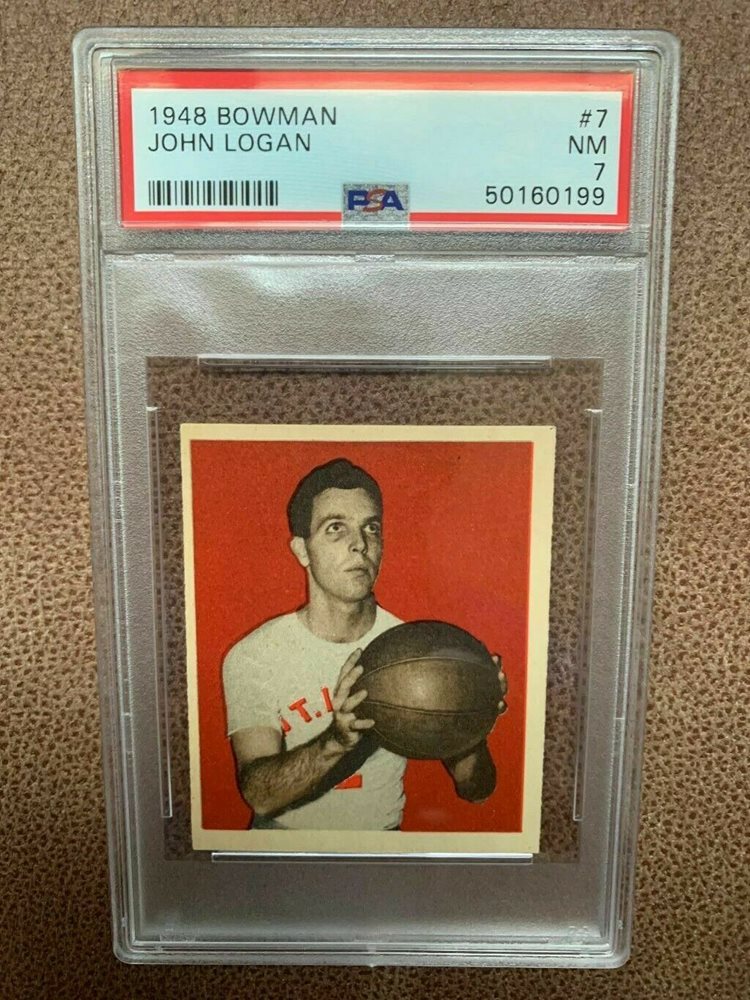 1948 BOWMAN #7
JOHN LOGAN NM
7
PSA 50160199
T.